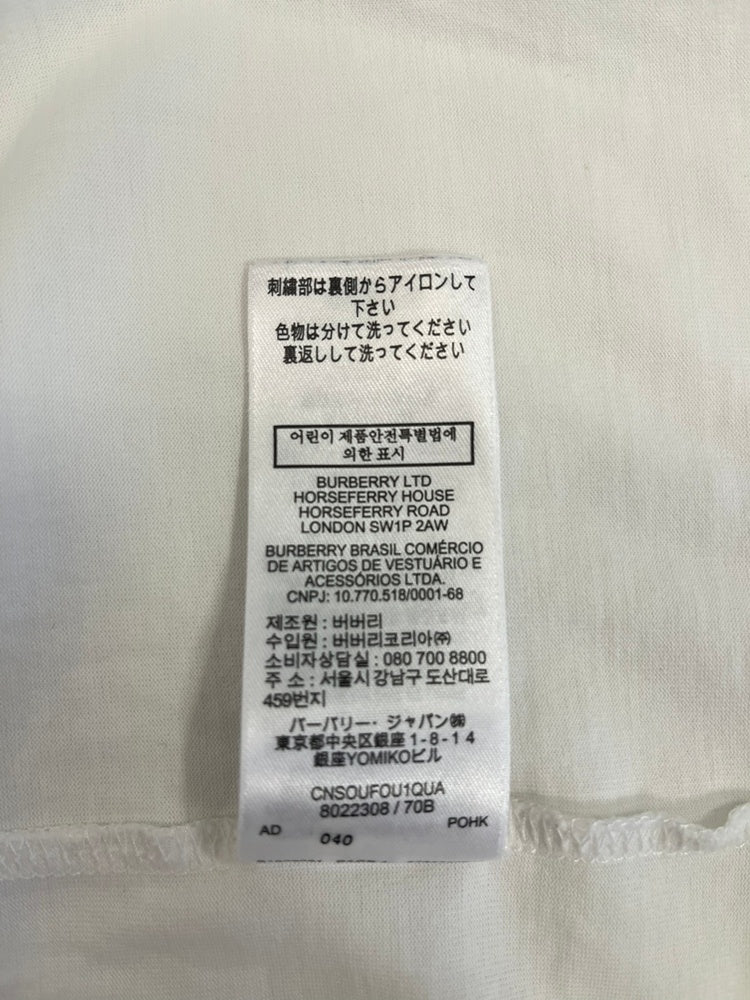 刺繍部は裏側からアイロンして
下さい
色物は分けて洗ってください
裏返しして洗ってください
어린이 제품안전특별법에
의한 표시
BURBERRY LTD
HORSEFERRY HOUSE
HORSEFERRY ROAD
LONDON SW1P 2AW
BURBERRY BRASIL COMÉRCIO
DE ARTIGOS DE VESTUÁRIO E
ACESSÓRIOS LTDA.
CNPJ: 10.770.518/0001-68
제조원 : 버버리
수입원 : 버버리코리아㈜
소비자상담실 : 080 700 8800
주 소 : 서울시 강남구 도산대로
459번지
バーバリー・ジャパン㈱
東京都中央区銀座1-8-14
銀座YOMIKOビル
CNSOUFOU1QUA
8022308 / 70B
AD 040 POHK